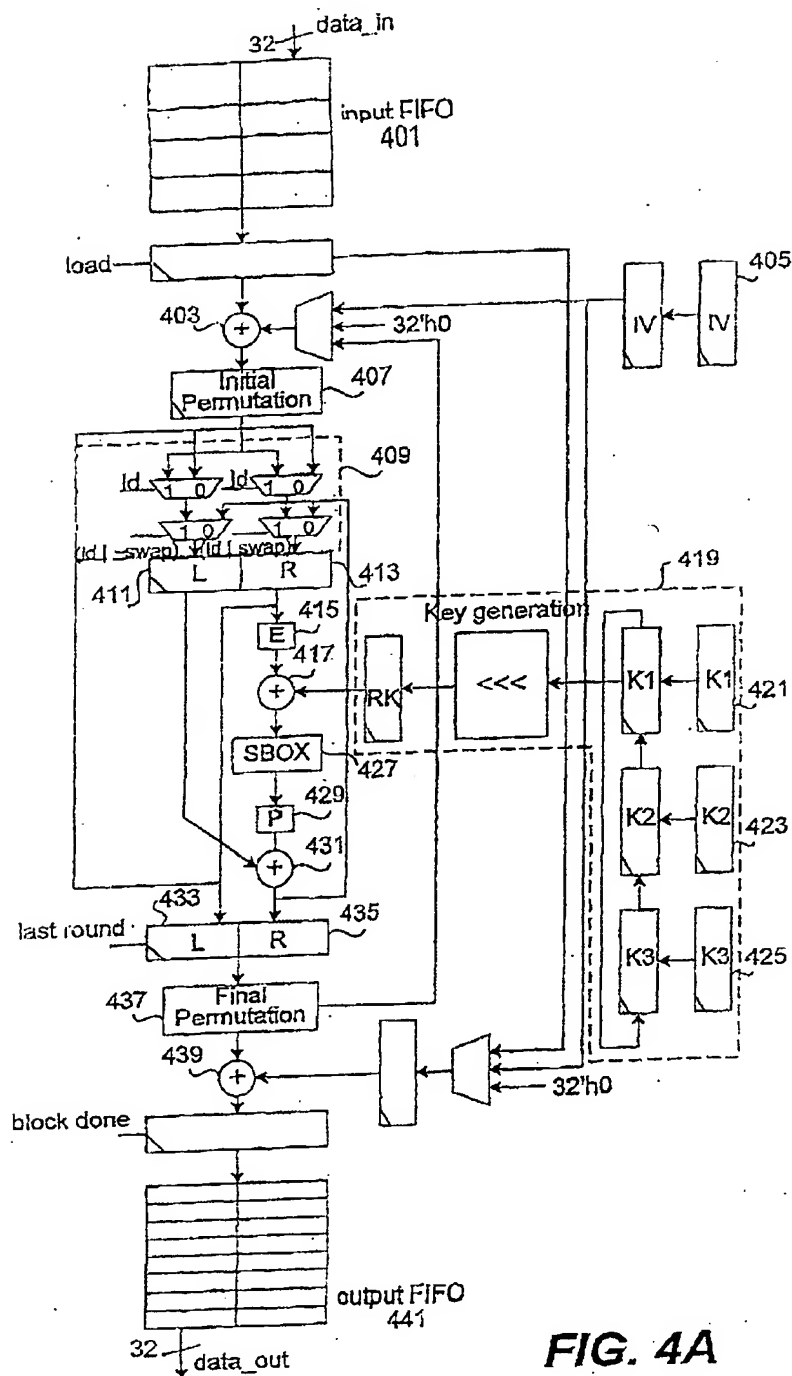 32
data_in
input FIFO
401
load
403
32'h0
IV
IV
405
Initial
Permutation
407
409
ld
1 0
ld
1 0
1 0
1 0
(ld | ~swap)
(ld | swap)
411
L
R
413
415
E
417
419
Key generation
RK
<<<
K1
K1
421
SBOX
427
P
429
431
K2
K2
423
433
435
last round
L
R
K3
K3
425
437
Final
Permutation
439
32'h0
block done
output FIFO
441
32
data_out
FIG. 4A